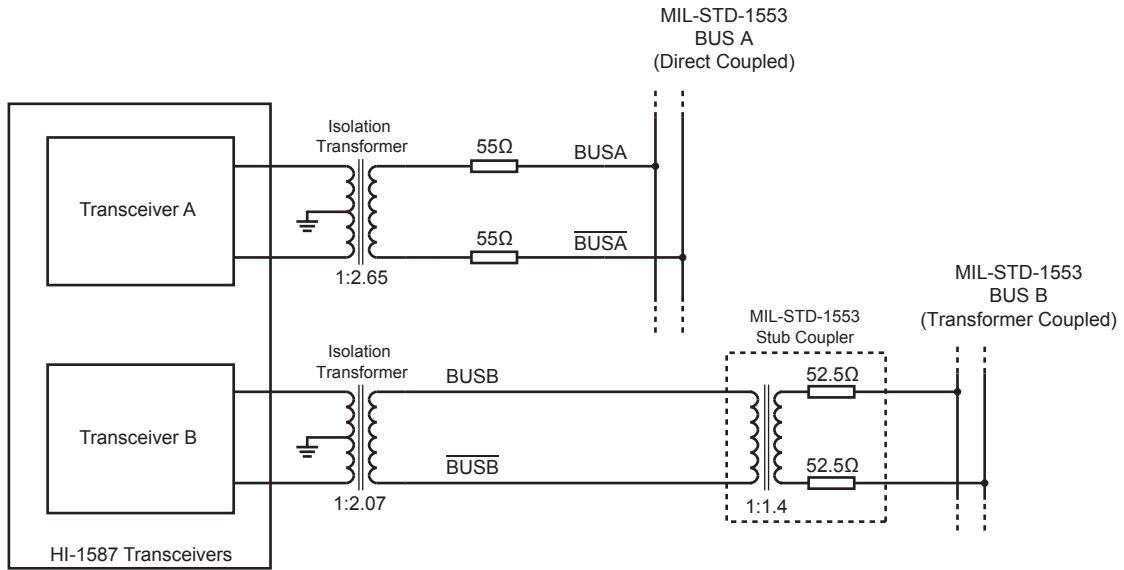 MIL-STD-1553
BUS A
(Direct Coupled)
Isolation
Transformer
55Ω
BUSA
Transceiver A
55Ω
B̅U̅S̅A̅
1:2.65
MIL-STD-1553
BUS B
(Transformer Coupled)
MIL-STD-1553
Stub Coupler
Isolation
Transformer
BUSB
52.5Ω
Transceiver B
B̅U̅S̅B̅
52.5Ω
1:2.07
1:1.4
HI-1587 Transceivers